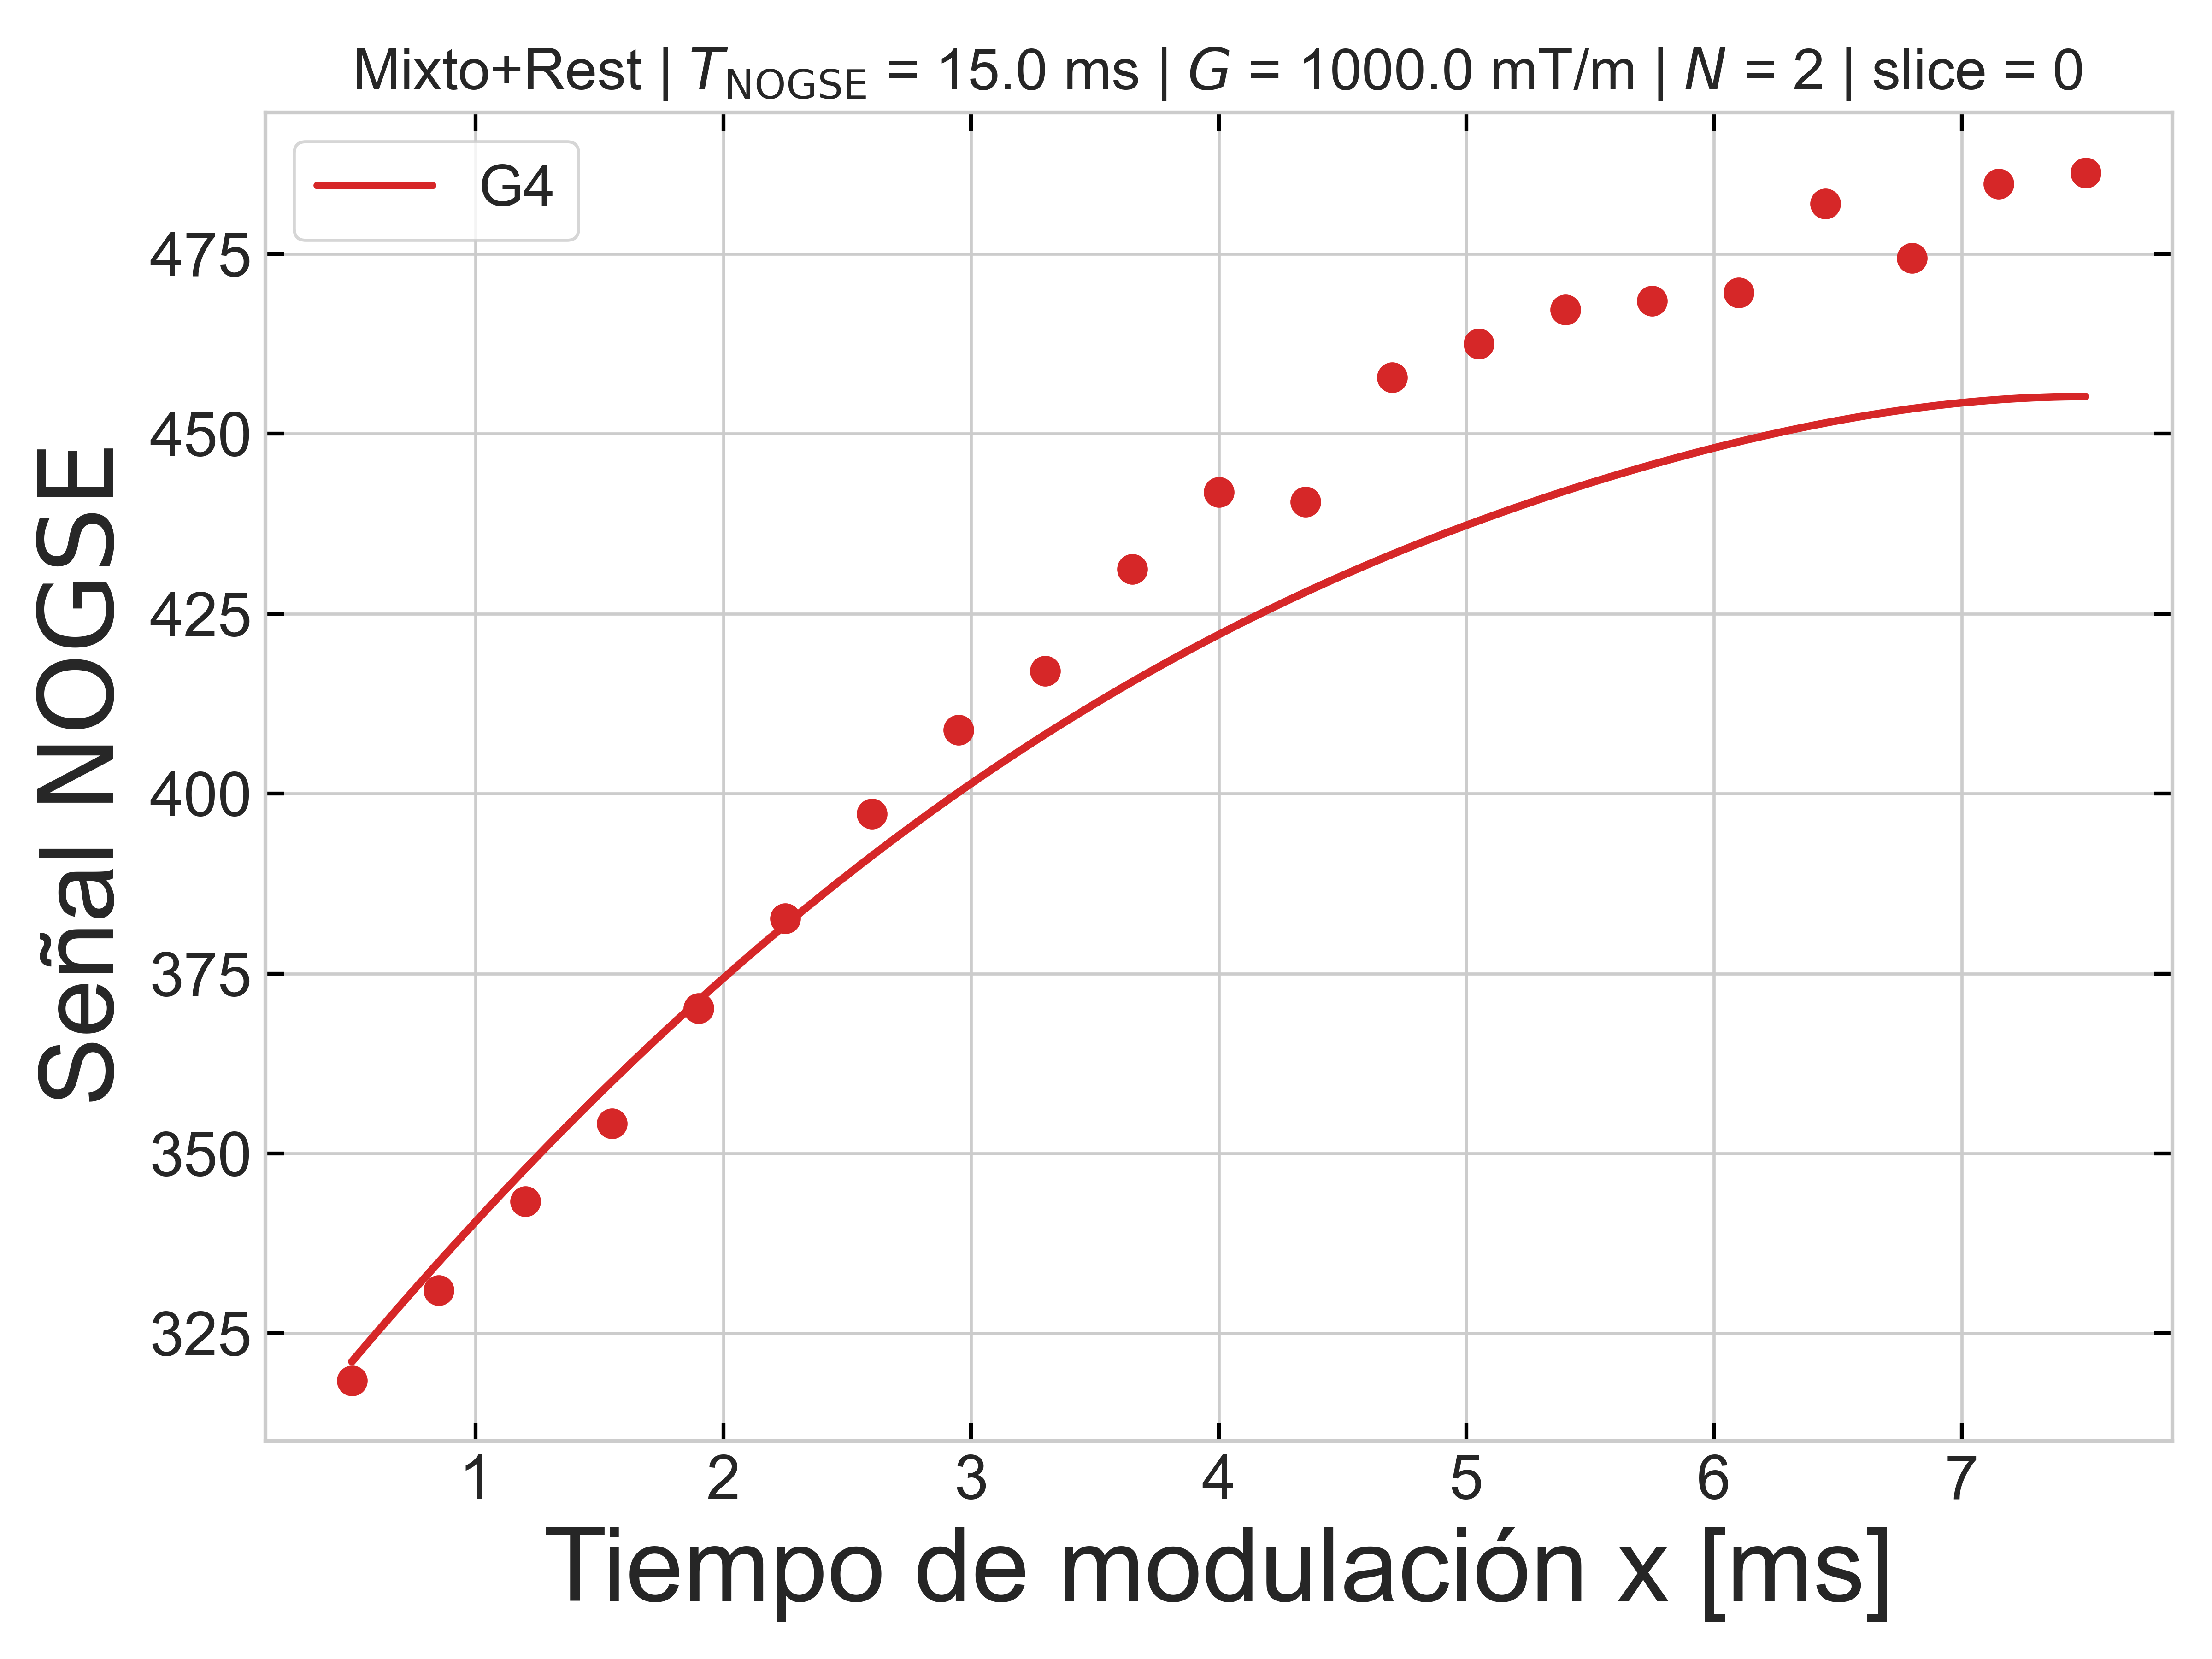 Mixto+Rest | T_NOGSE = 15.0 ms | G = 1000.0 mT/m | N = 2 | slice = 0
G4
475
450
425
400
375
350
325
Señal NOGSE
1 2 3 4 5 6 7
Tiempo de modulación x [ms]